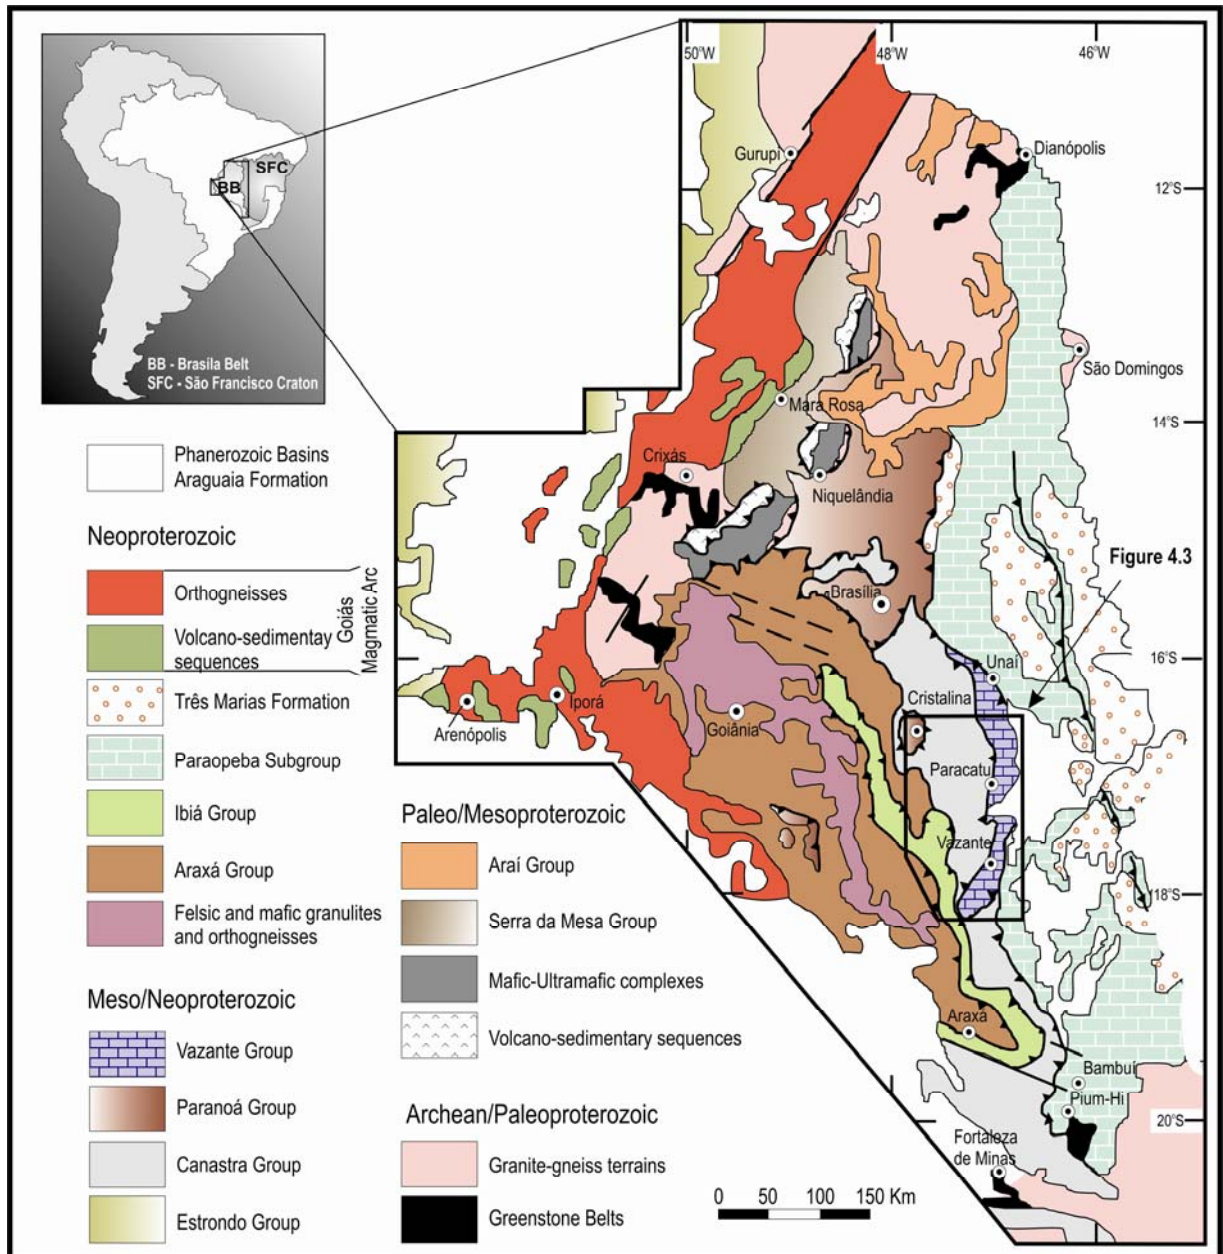 50°W
48°W
46°W
SFC
BB
BB - Brasíla Belt
SFC - São Francisco Craton
Gurupi
Dianópolis
12°S
São Domingos
Mara Rosa
14°S
Crixás
Niquelândia
Figure 4.3
Brasília
16°S
Unaí
Cristalina
Iporá
Arenópolis
Goiânia
Paracatu
Vazante
18°S
Araxá
Bambuí
Pium-Hi
20°S
Fortaleza
de Minas
0 50 100 150 Km
Phanerozoic Basins
Araguaia Formation
Neoproterozoic
Orthogneisses
Volcano-sedimentay
sequences
Goiás
Magmatic Arc
Três Marias Formation
Paraopeba Subgroup
Ibiá Group
Araxá Group
Felsic and mafic granulites
and orthogneisses
Meso/Neoproterozoic
Vazante Group
Paranoá Group
Canastra Group
Estrondo Group
Paleo/Mesoproterozoic
Araí Group
Serra da Mesa Group
Mafic-Ultramafic complexes
Volcano-sedimentary sequences
Archean/Paleoproterozoic
Granite-gneiss terrains
Greenstone Belts